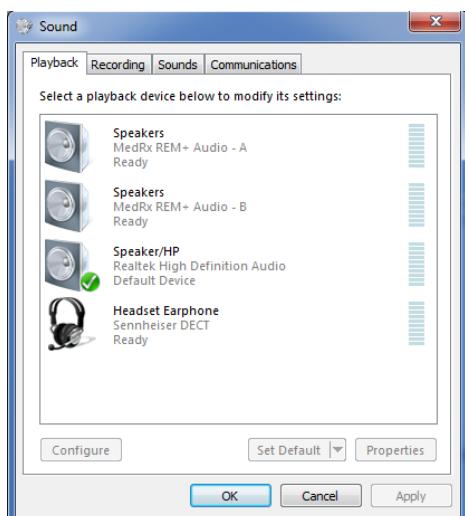 Sound
Playback Recording Sounds Communications
Select a playback device below to modify its settings:
Speakers
MedRx REM+ Audio - A
Ready
Speakers
MedRx REM+ Audio - B
Ready
Speaker/HP
Realtek High Definition Audio
Default Device
Headset Earphone
Sennheiser DECT
Ready
Configure Set Default Properties
OK Cancel Apply